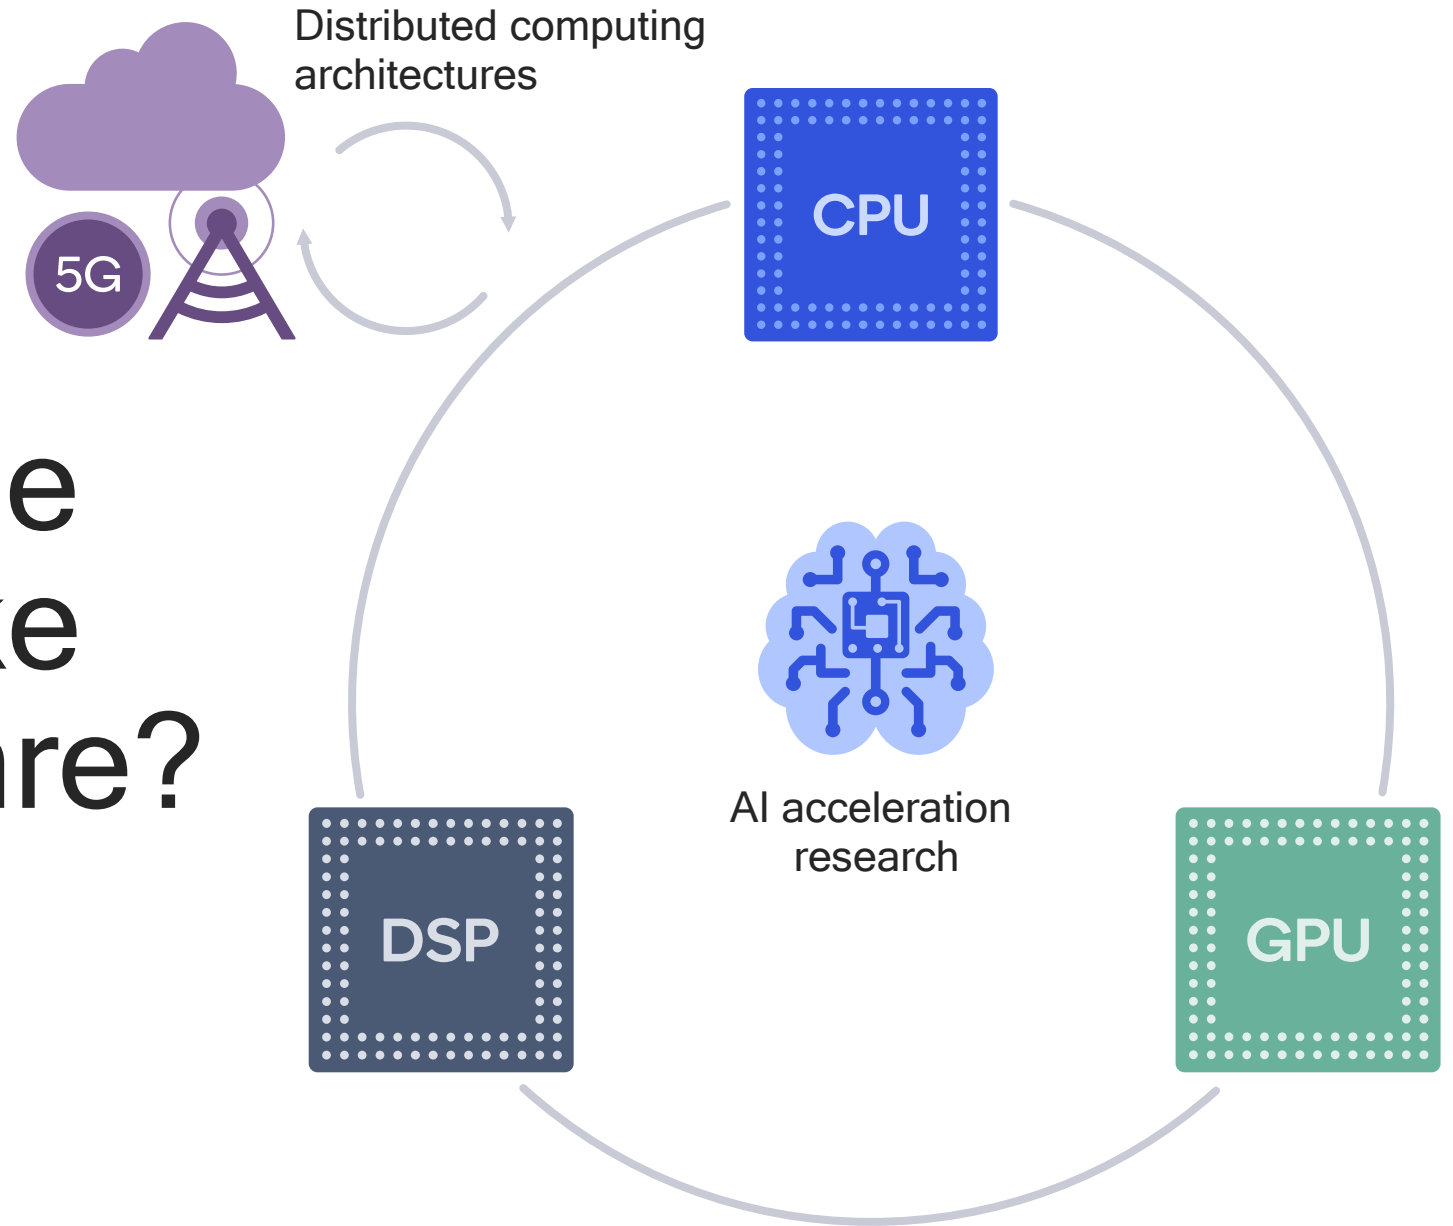 Distributed computing
architectures
CPU
5G
AI acceleration
research
DSP
GPU